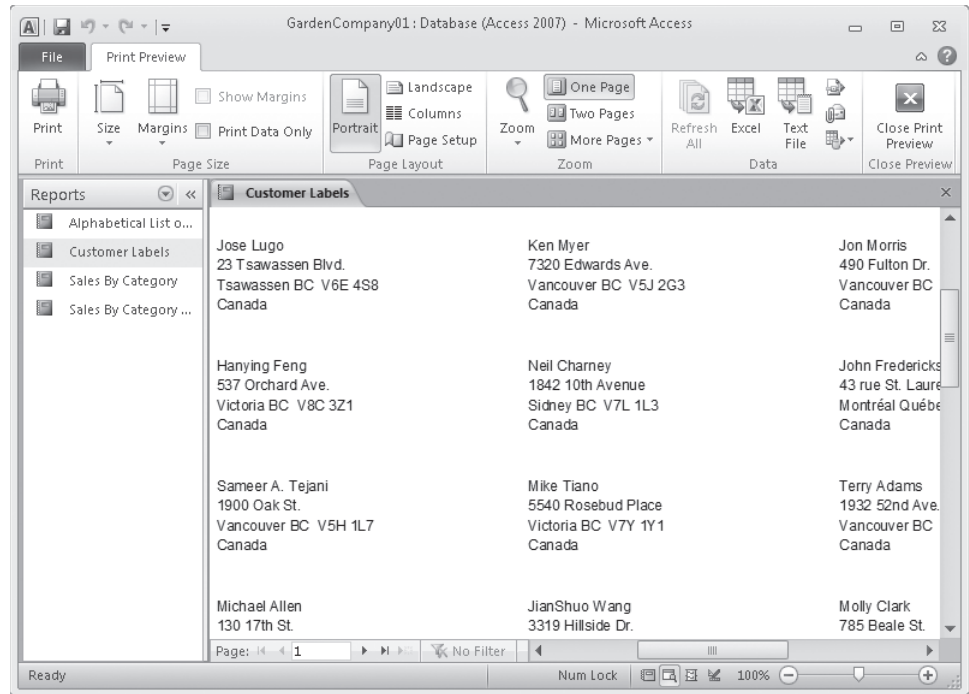 GardenCompany01 : Database (Access 2007) - Microsoft Access
File
Print Preview
Print
Size
Margins
Show Margins
Print Data Only
Page Size
Portrait
Landscape
Columns
Page Setup
Page Layout
Zoom
One Page
Two Pages
More Pages
Zoom
Refresh All
Excel
Text File
Data
Close Print Preview
Close Preview
Print
Reports
Alphabetical List o...
Customer Labels
Sales By Category
Sales By Category ...
Customer Labels
Jose Lugo
23 Tsawassen Blvd.
Tsawassen BC V6E 4S8
Canada
Ken Myer
7320 Edwards Ave.
Vancouver BC V5J 2G3
Canada
Jon Morris
490 Fulton Dr.
Vancouver BC
Canada
Hanying Feng
537 Orchard Ave.
Victoria BC V8C 3Z1
Canada
Neil Charney
1842 10th Avenue
Sidney BC V7L 1L3
Canada
John Fredericks
43 rue St. Laure
Montréal Québe
Canada
Sameer A. Tejani
1900 Oak St.
Vancouver BC V5H 1L7
Canada
Mike Tiano
5540 Rosebud Place
Victoria BC V7Y 1Y1
Canada
Terry Adams
1932 52nd Ave.
Vancouver BC
Canada
Michael Allen
130 17th St.
JianShuo Wang
3319 Hillside Dr.
Molly Clark
785 Beale St.
Page: 1
No Filter
Ready
Num Lock
100%